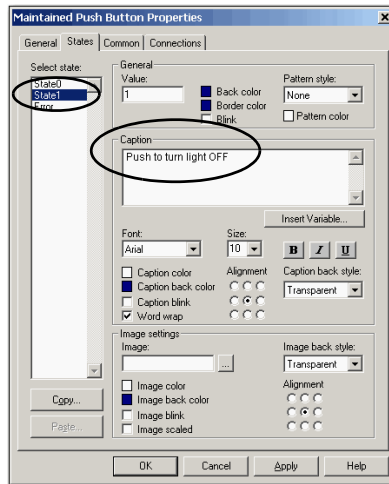 Maintained Push Button Properties
General States Common Connections
Select state:
State0
State1
Error
General
Value:
1
Back color
Border color
Blink
Pattern style:
None
Pattern color
Caption
Push to turn light OFF
Insert Variable...
Font:
Arial
Size:
10
B I U
Caption color
Caption back color
Caption blink
Word wrap
Alignment
Caption back style:
Transparent
Image settings
Image:
...
Image back style:
Transparent
Image color
Image back color
Image blink
Image scaled
Alignment
Copy...
Paste...
OK Cancel Apply Help